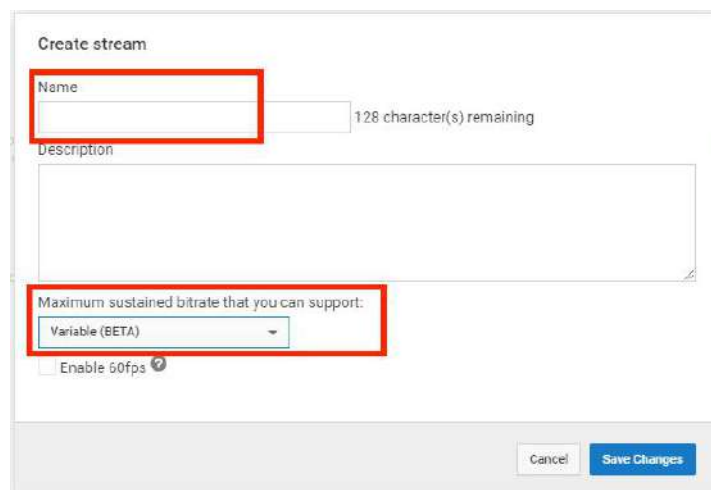 Create stream
Name
128 character(s) remaining
Description
Maximum sustained bitrate that you can support:
Variable (BETA)
Enable 60fps ?
Cancel
Save Changes